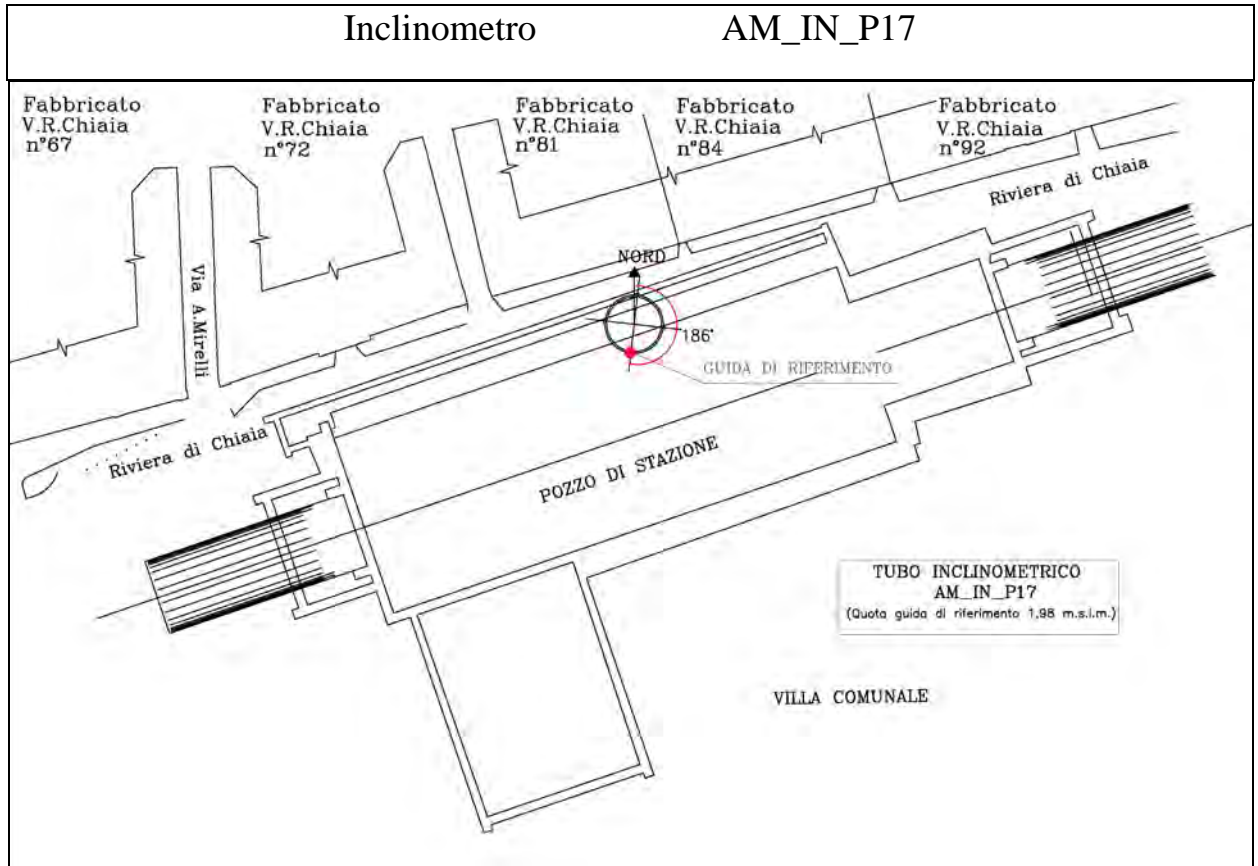 Inclinometro AM_IN_P17
Fabbricato
V.R.Chiaia
n°67
Fabbricato
V.R.Chiaia
n°72
Fabbricato
V.R.Chiaia
n°81
Fabbricato
V.R.Chiaia
n°84
Fabbricato
V.R.Chiaia
n°92
Riviera di Chiaia
NORD
Via A.Mirelli
186°
GUIDA DI RIFERIMENTO
Riviera di Chiaia
POZZO DI STAZIONE
TUBO INCLINOMETRICO
AM_IN_P17
(Quota guida di riferimento 1,98 m.s.l.m.)
VILLA COMUNALE